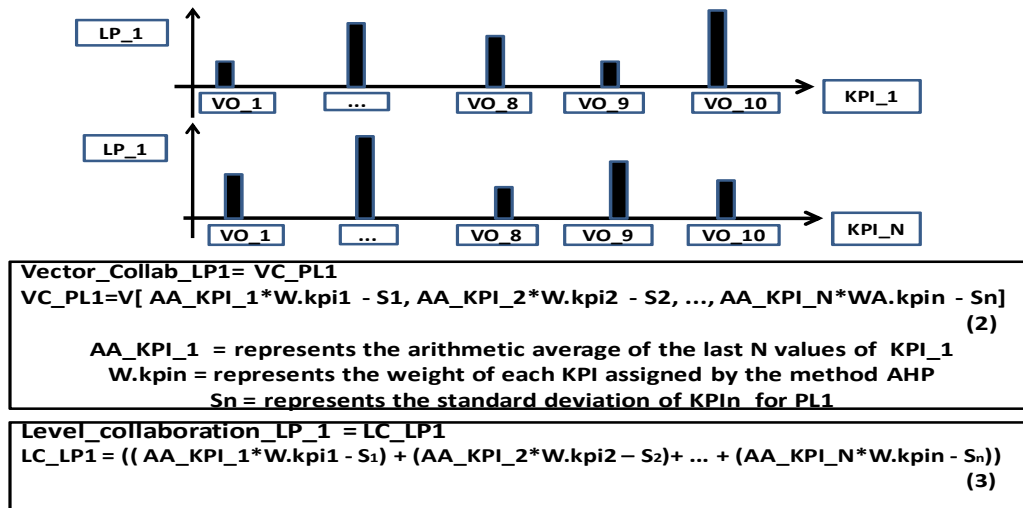 LP_1
VO_1
...
VO_8
VO_9
VO_10
KPI_1
LP_1
VO_1
...
VO_8
VO_9
VO_10
KPI_N
Vector_Collab_LP1= VC_PL1
VC_PL1=V[ AA_KPI_1*W.kpi1 - S1, AA_KPI_2*W.kpi2 - S2, ..., AA_KPI_N*WA.kpin - Sn]
(2)
AA_KPI_1 = represents the arithmetic average of the last N values of KPI_1
W.kpin = represents the weight of each KPI assigned by the method AHP
Sn = represents the standard deviation of KPIn for PL1
Level_collaboration_LP_1 = LC_LP1
LC_LP1 = (( AA_KPI_1*W.kpi1 - S₁) + (AA_KPI_2*W.kpi2 – S₂)+ ... + (AA_KPI_N*W.kpin - Sₙ))
(3)